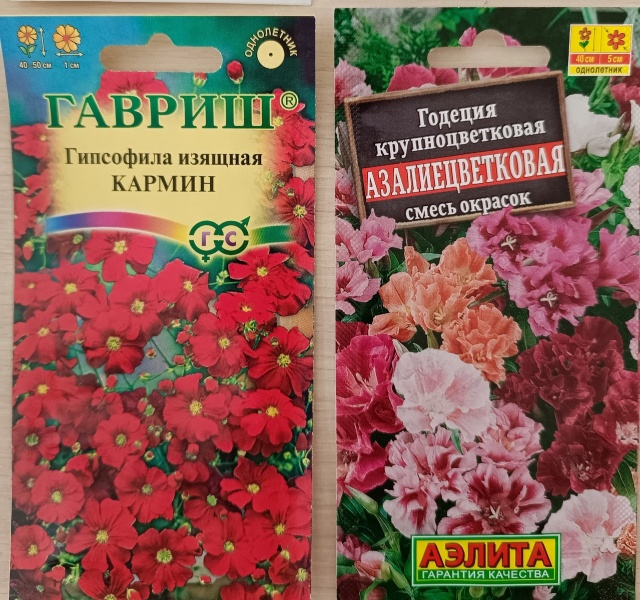 40 50 см
1 см
ОДНОЛЕТНИК
ГАВРИШ®
Гипсофила изящная
КАРМИН
Г С
40 см
5 см
однолетник
Годеция
крупноцветковая
АЗАЛИЕЦВЕТКОВАЯ
смесь окрасок
АЭЛИТА
ГАРАНТИЯ КАЧЕСТВА